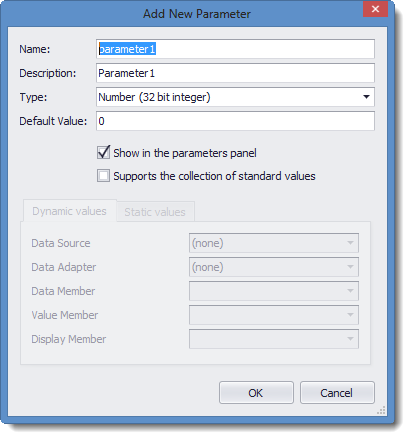 Add New Parameter
Name: parameter1
Description: Parameter1
Type: Number (32 bit integer)
Default Value: 0
Show in the parameters panel
Supports the collection of standard values
Dynamic values Static values
Data Source (none)
Data Adapter (none)
Data Member
Value Member
Display Member
OK Cancel